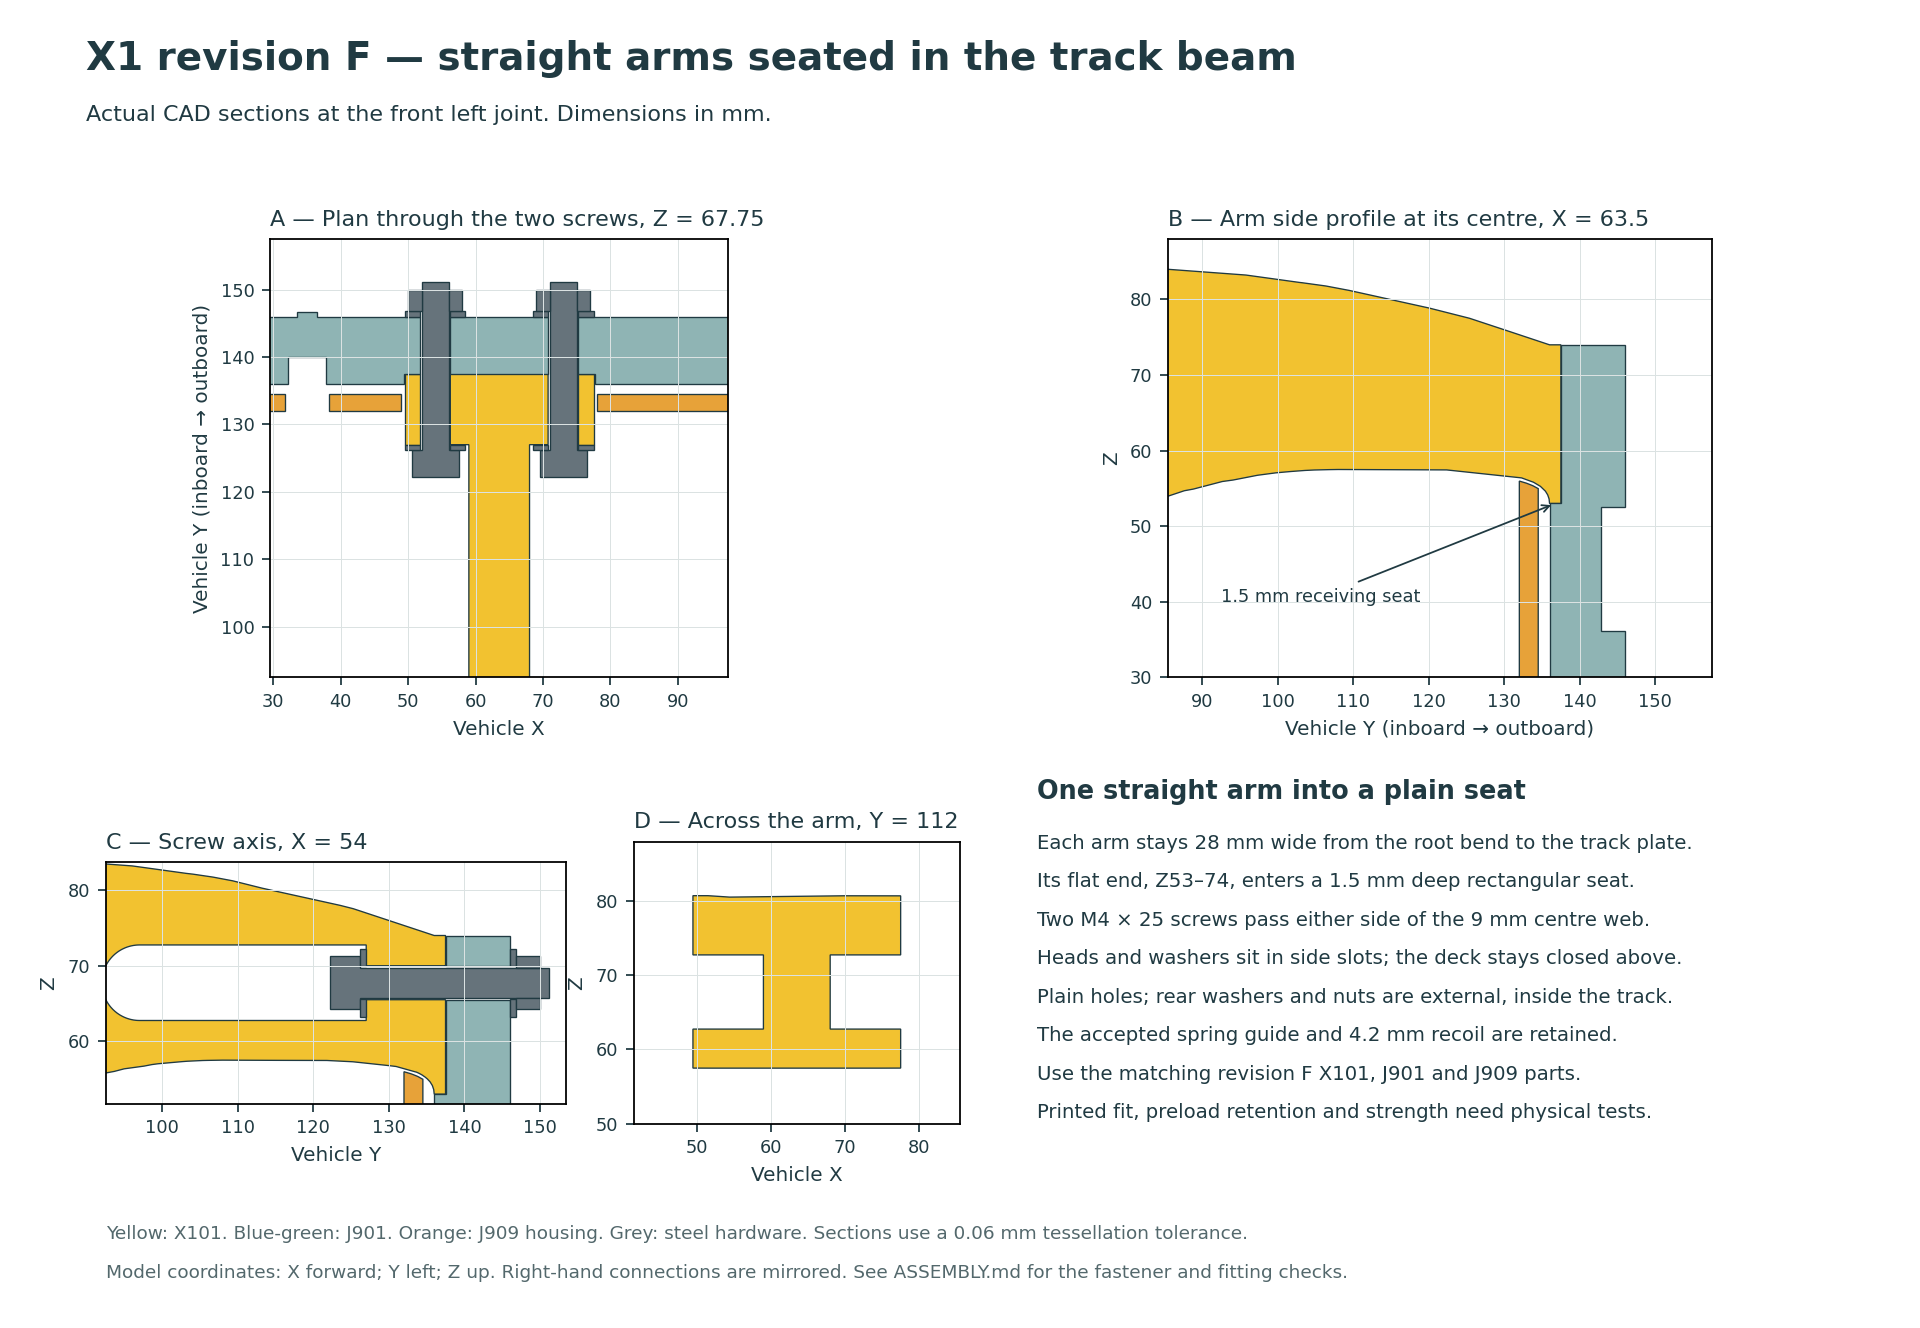 X1 revision F — straight arms seated in the track beam
Actual CAD sections at the front left joint. Dimensions in mm.
A — Plan through the two screws, Z = 67.75
150
140
130
120
110
100
Vehicle Y (inboard → outboard)
30 40 50 60 70 80 90
Vehicle X
B — Arm side profile at its centre, X = 63.5
80
70
60
50
40
30
Z
1.5 mm receiving seat
90 100 110 120 130 140 150
Vehicle Y (inboard → outboard)
C — Screw axis, X = 54
80
70
60
Z
100 110 120 130 140 150
Vehicle Y
D — Across the arm, Y = 112
80
70
60
50
Z
50 60 70 80
Vehicle X
One straight arm into a plain seat
Each arm stays 28 mm wide from the root bend to the track plate.
Its flat end, Z53–74, enters a 1.5 mm deep rectangular seat.
Two M4 × 25 screws pass either side of the 9 mm centre web.
Heads and washers sit in side slots; the deck stays closed above.
Plain holes; rear washers and nuts are external, inside the track.
The accepted spring guide and 4.2 mm recoil are retained.
Use the matching revision F X101, J901 and J909 parts.
Printed fit, preload retention and strength need physical tests.
Yellow: X101. Blue-green: J901. Orange: J909 housing. Grey: steel hardware. Sections use a 0.06 mm tessellation tolerance.
Model coordinates: X forward; Y left; Z up. Right-hand connections are mirrored. See ASSEMBLY.md for the fastener and fitting checks.